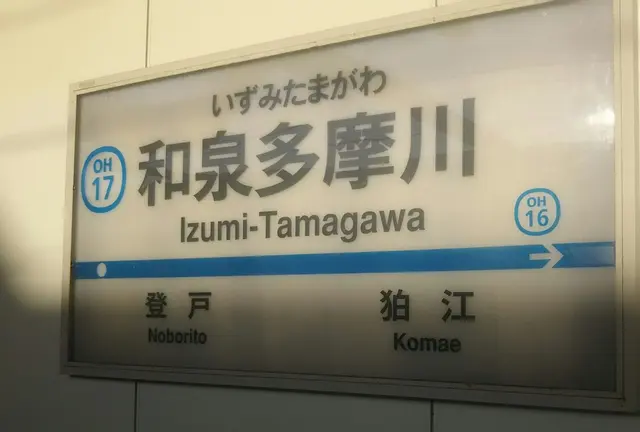 いずみたまがわ
OH
17
和泉多摩川
Izumi-Tamagawa
OH
16
登戸
Noborito
狛江
Komae